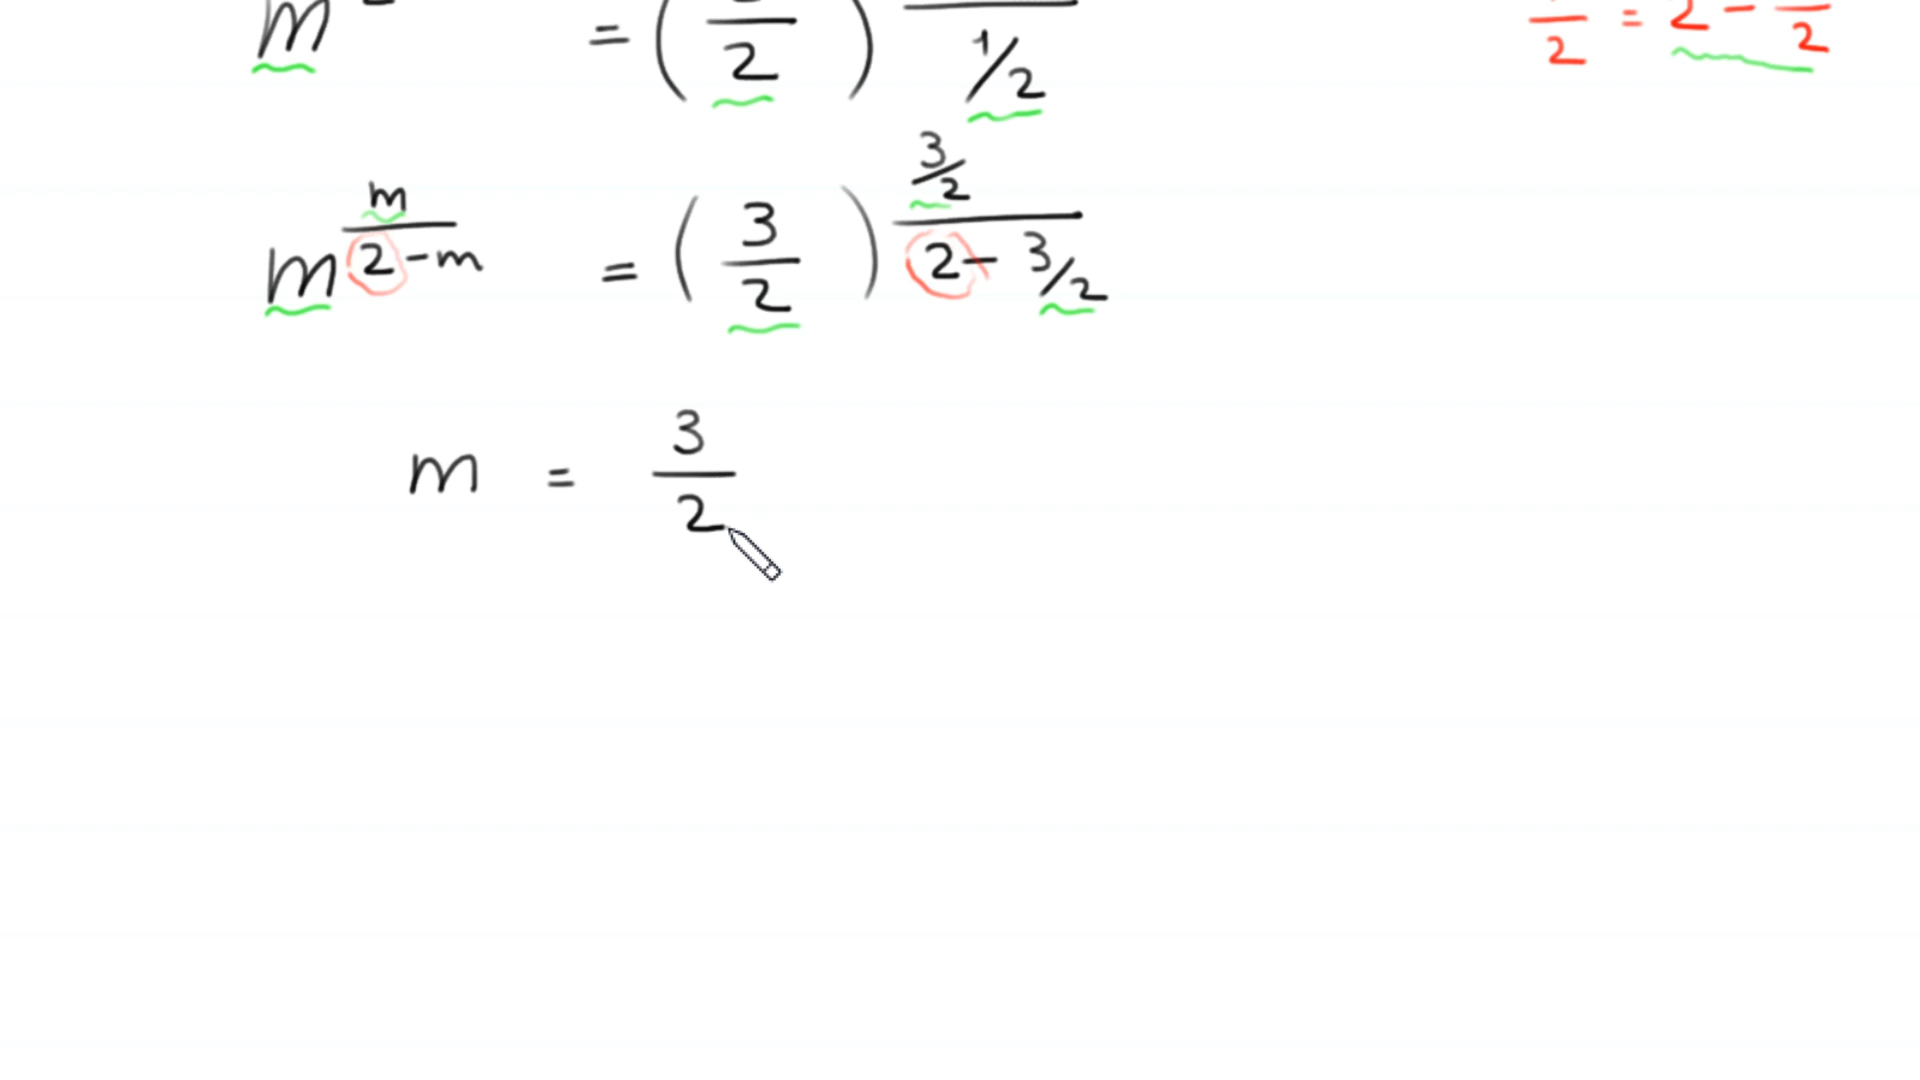 m = ( / 2 ) / 1/2
/ 2 = 2 - / 2
m^(m/(2-m)) = (3/2)^((3/2)/(2 - 3/2))
m = 3/2